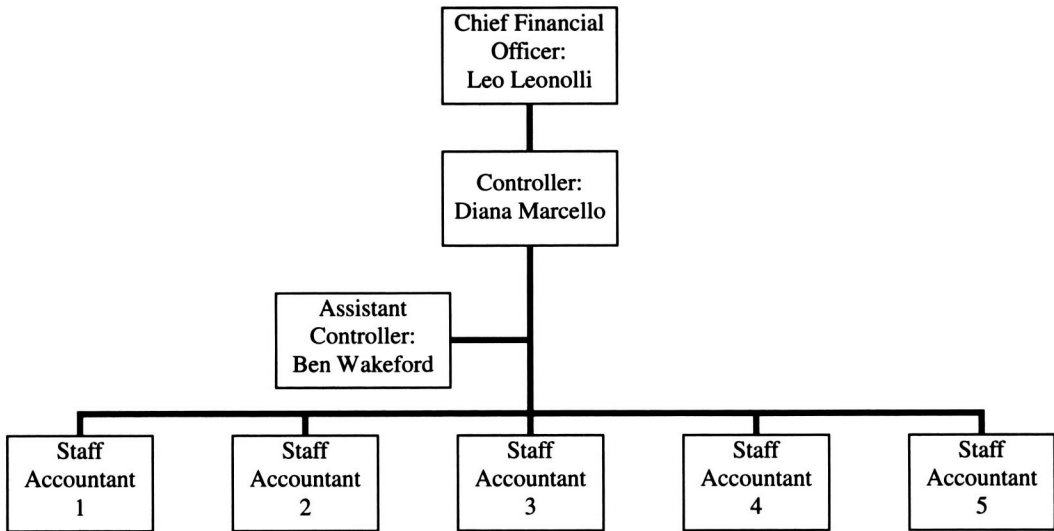 Chief Financial
Officer:
Leo Leonolli
Controller:
Diana Marcello
Assistant
Controller:
Ben Wakeford
Staff
Accountant
1
Staff
Accountant
2
Staff
Accountant
3
Staff
Accountant
4
Staff
Accountant
5